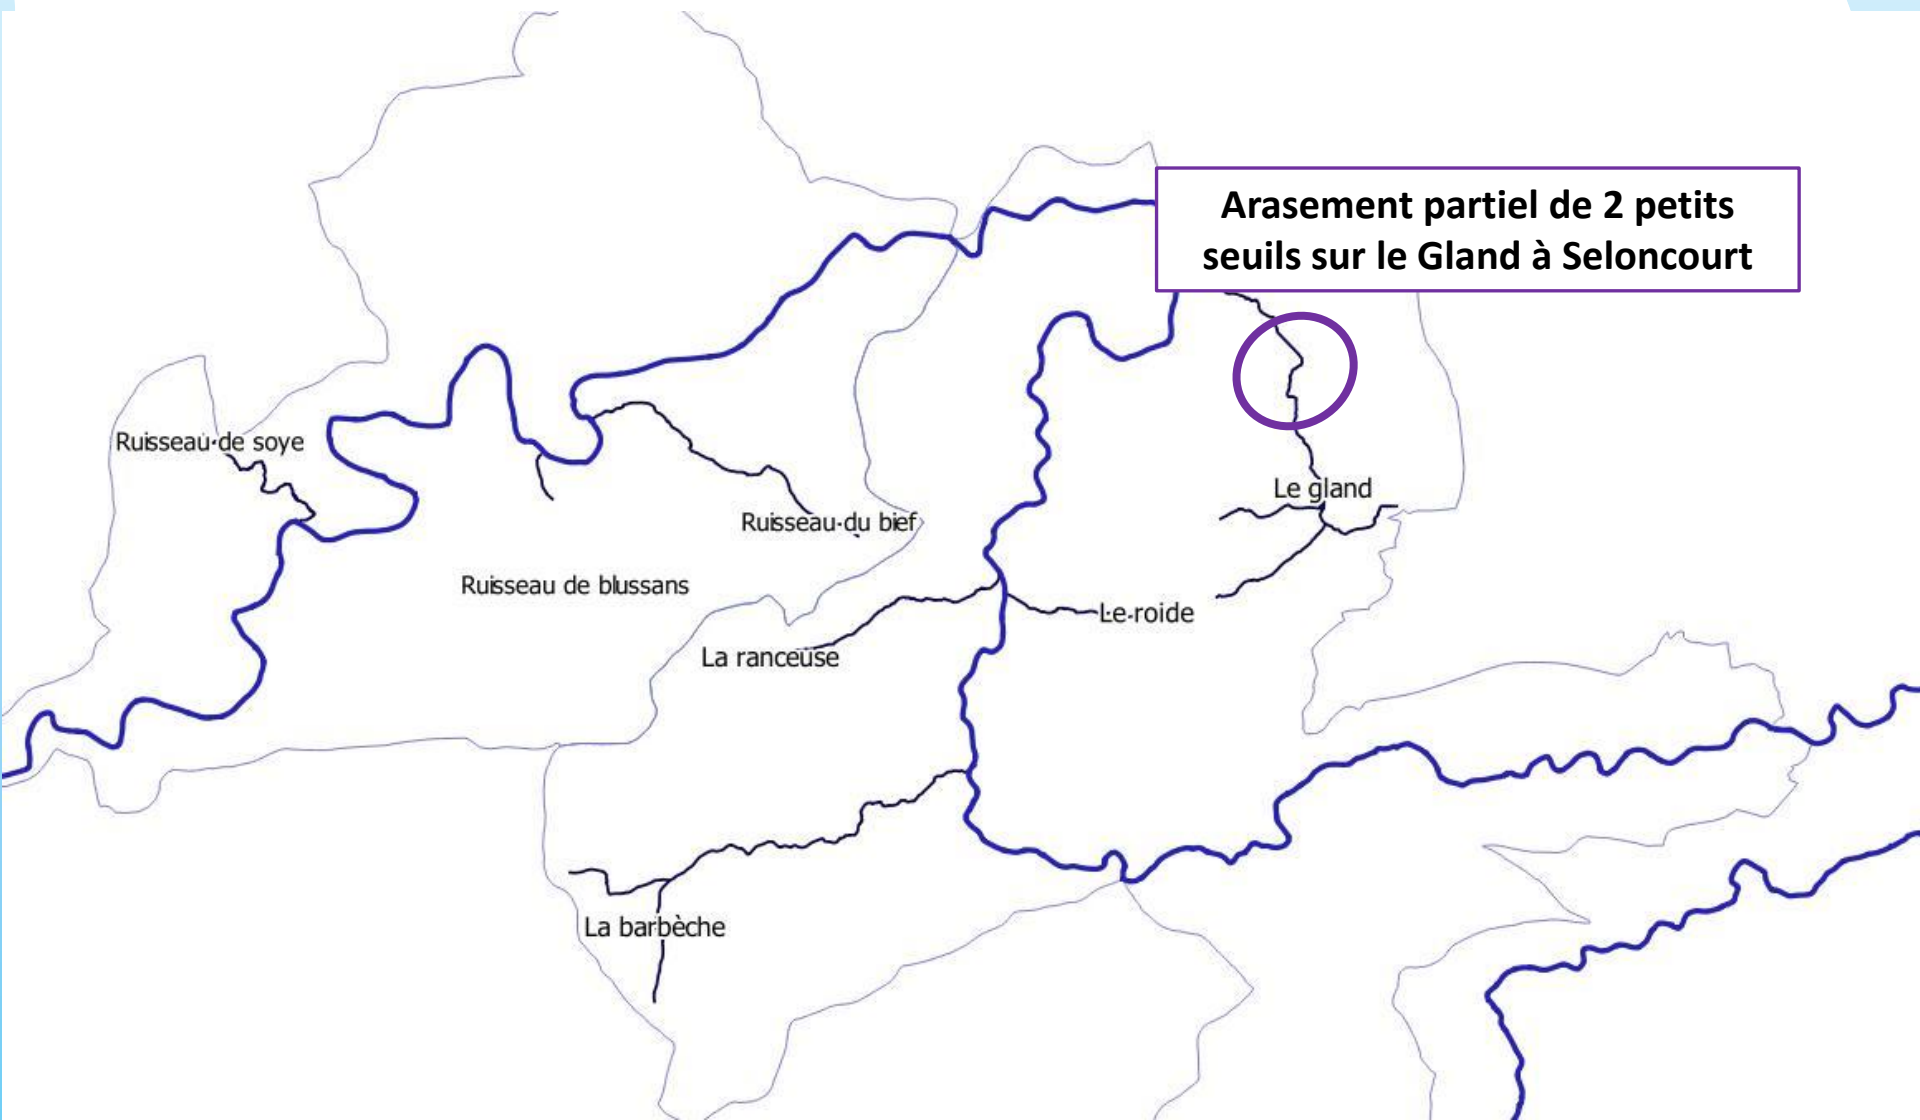 Arasement partiel de 2 petits
seuils sur le Gland à Seloncourt
Ruisseau de soye
Le gland
Ruisseau du bief
Ruisseau de blussans
Le roide
La ranceuse
La barbèche